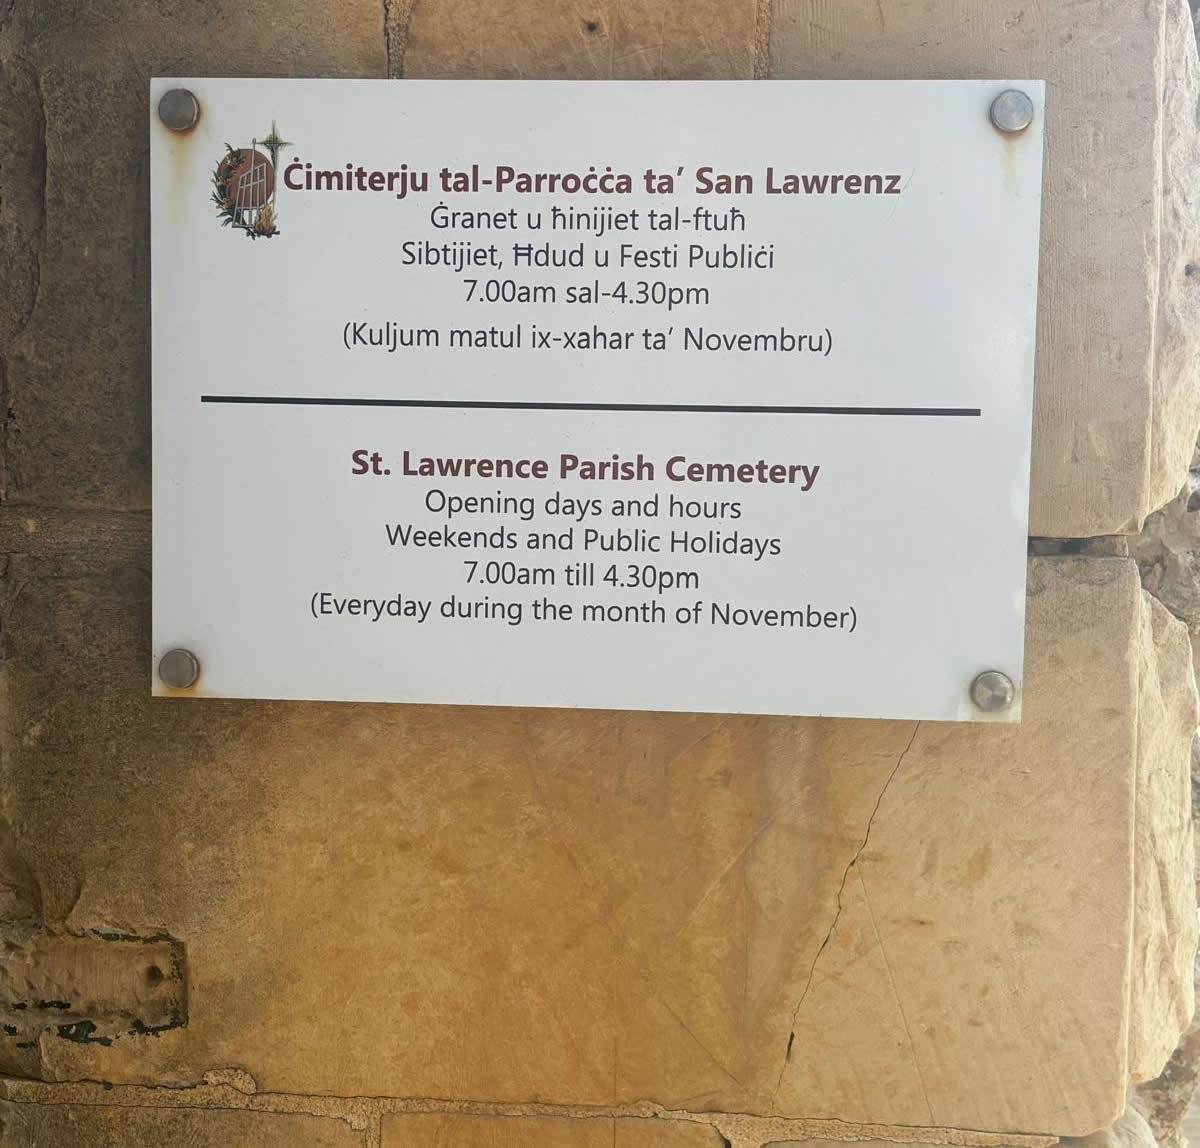 Ċimiterju tal-Parroċċa ta' San Lawrenz
Ġranet u ħinijiet tal-ftuħ
Sibtijiet, Ħdud u Festi Publiċi
7.00am sal-4.30pm
(Kuljum matul ix-xahar ta' Novembru)
St. Lawrence Parish Cemetery
Opening days and hours
Weekends and Public Holidays
7.00am till 4.30pm
(Everyday during the month of November)